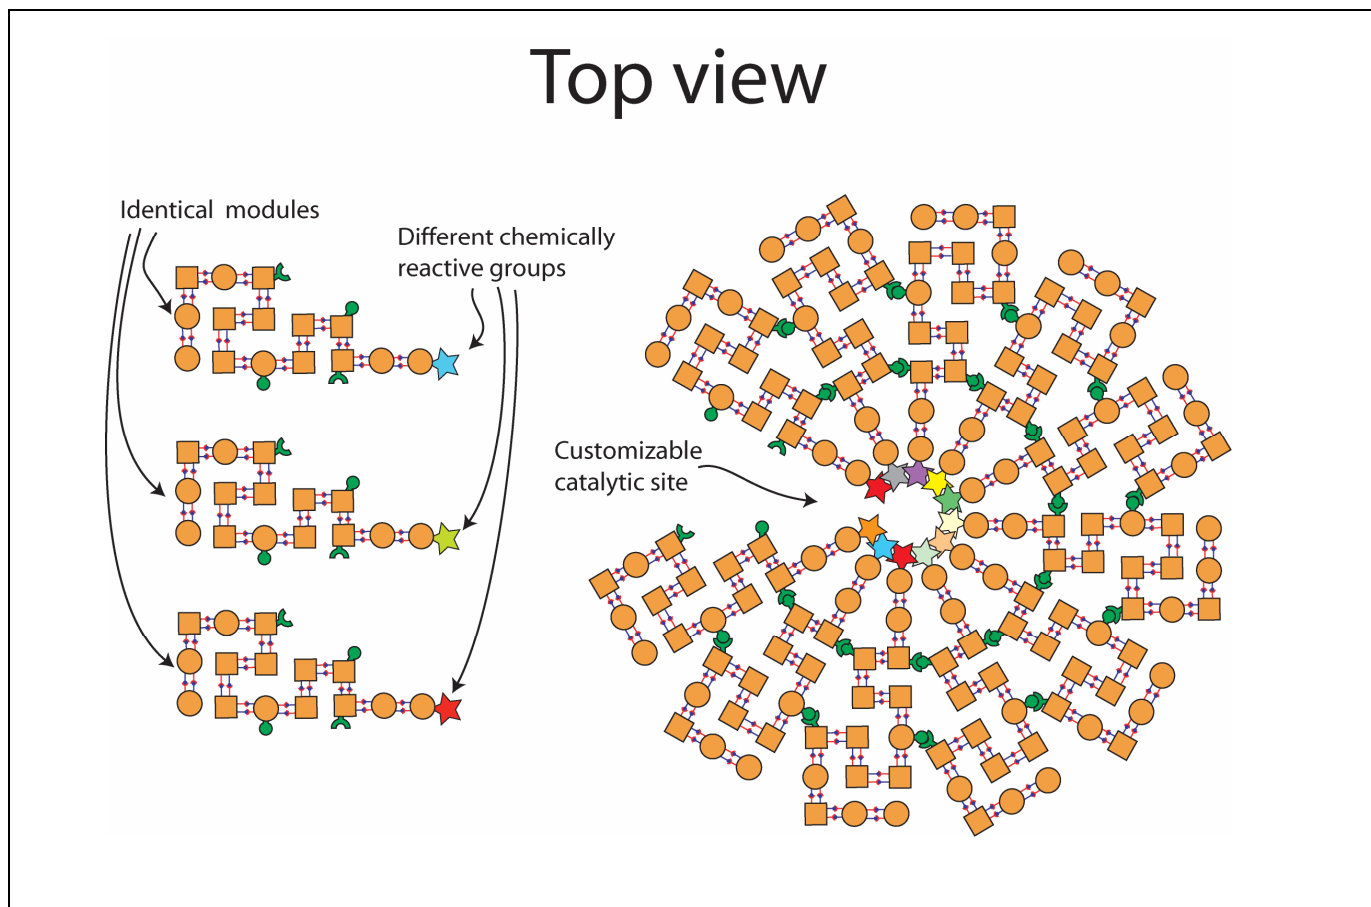 Top view
Identical modules
Different chemically
reactive groups
Customizable
catalytic site